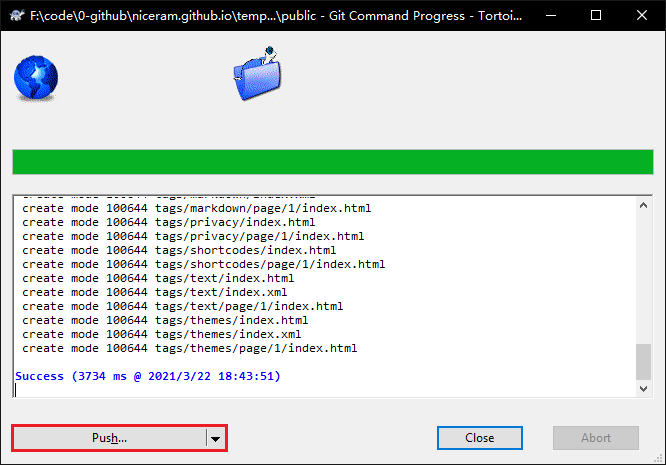 F:\code\0-github\niceram.github.io\temp...\public - Git Command Progress - Tortoi...
create mode 100644 tags/markdown/page/1/index.html
create mode 100644 tags/privacy/index.html
create mode 100644 tags/privacy/page/1/index.html
create mode 100644 tags/shortcodes/index.html
create mode 100644 tags/shortcodes/page/1/index.html
create mode 100644 tags/text/index.html
create mode 100644 tags/text/index.xml
create mode 100644 tags/text/page/1/index.html
create mode 100644 tags/themes/index.html
create mode 100644 tags/themes/index.xml
create mode 100644 tags/themes/page/1/index.html
Success (3734 ms @ 2021/3/22 18:43:51)
Push...
Close
Abort